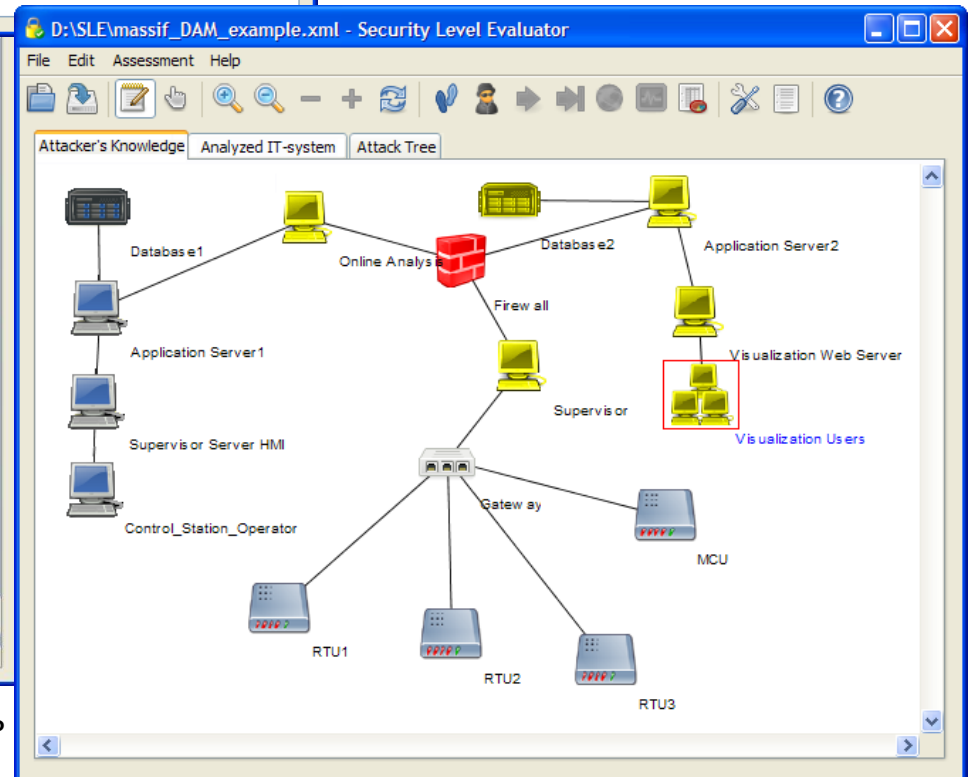 D:\SLE\massif_DAM_example.xml - Security Level Evaluator
File Edit Assessment Help
Attacker's Knowledge Analyzed IT-system Attack Tree
Database1
Online Analysis
Database2
Application Server2
Firewall
Application Server1
Visualization Web Server
Supervisor
Visualization Users
Supervisor Server HMI
Gateway
Control_Station_Operator
MCU
RTU1
RTU2
RTU3